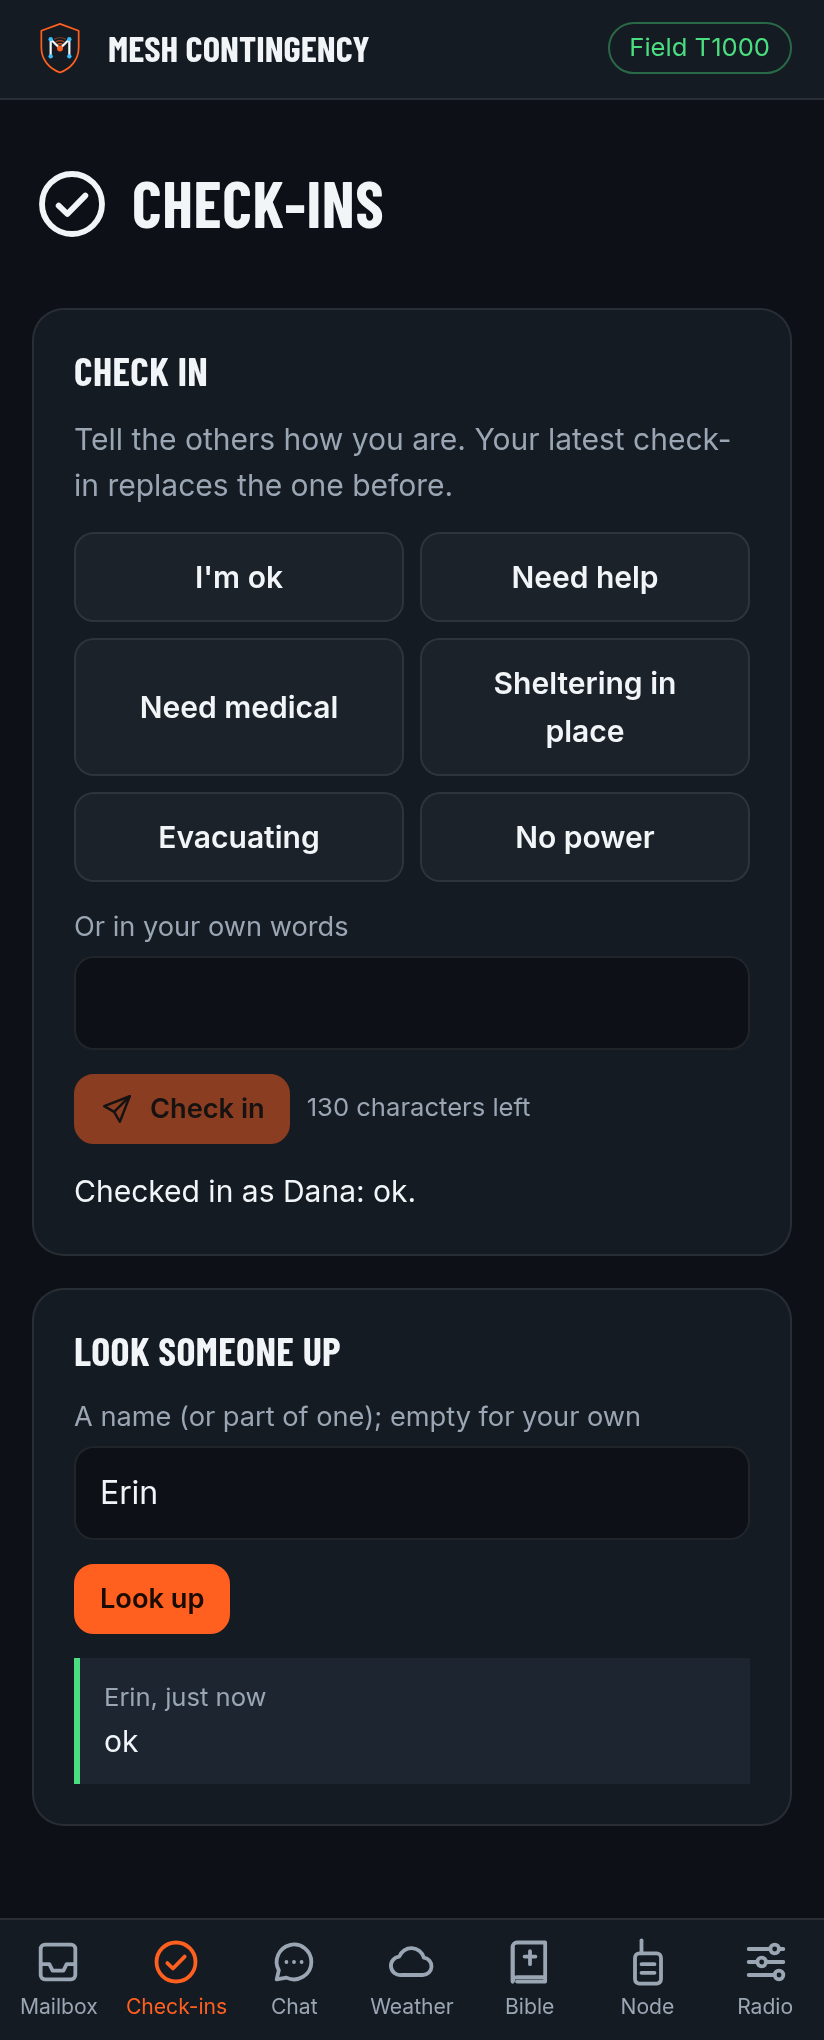 MESH CONTINGENCY
Field T1000
CHECK-INS
CHECK IN
Tell the others how you are. Your latest check-
in replaces the one before.
I'm ok
Need help
Need medical
Sheltering in
place
Evacuating
No power
Or in your own words
Check in
130 characters left
Checked in as Dana: ok.
LOOK SOMEONE UP
A name (or part of one); empty for your own
Erin
Look up
Erin, just now
ok
Mailbox
Check-ins
Chat
Weather
Bible
Node
Radio